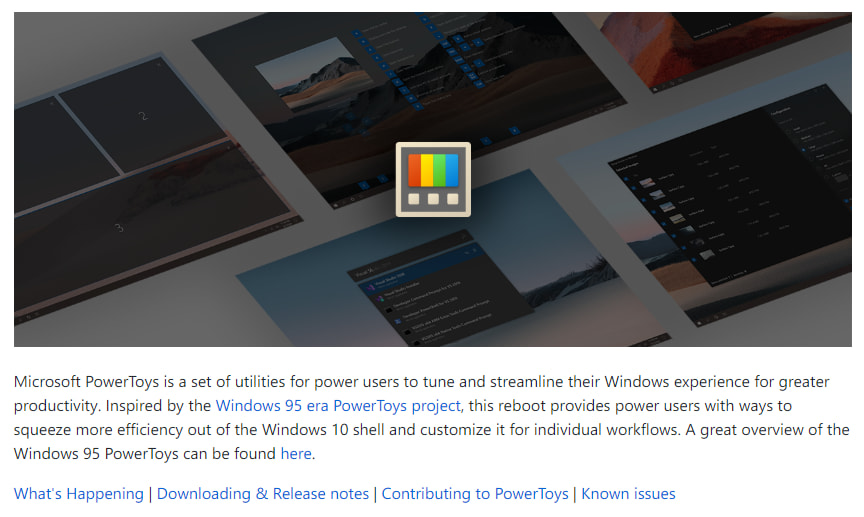 2
3
Microsoft PowerToys is a set of utilities for power users to tune and streamline their Windows experience for greater
productivity. Inspired by the Windows 95 era PowerToys project, this reboot provides power users with ways to
squeeze more efficiency out of the Windows 10 shell and customize it for individual workflows. A great overview of the
Windows 95 PowerToys can be found here.
What's Happening | Downloading & Release notes | Contributing to PowerToys | Known issues